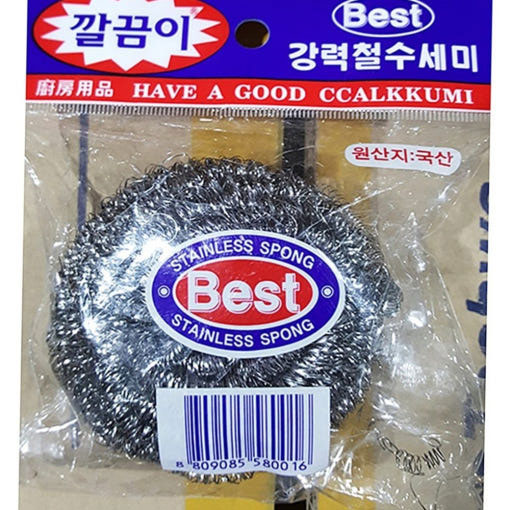 깔끔이
Best
강력철수세미
廚房用品 HAVE A GOOD CCALKKUMI
원산지:국산
STAINLESS SPONG
Best
STAINLESS SPONG
8 809085 580016